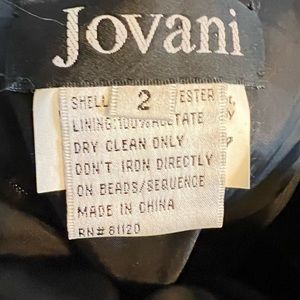 Jovani
SHELL 2 ESTER
LINING:100% ACETATE
DRY CLEAN ONLY
DON'T IRON DIRECTLY
ON BEADS/SEQUENCE
MADE IN CHINA
RN# 81120